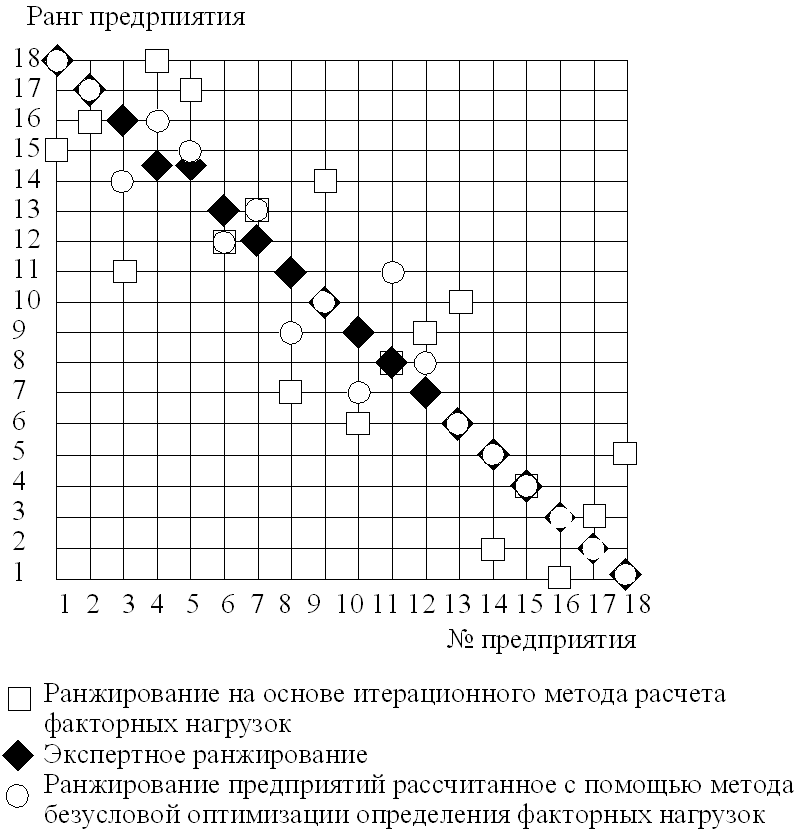 Ранг предрпиятия
18
17
16
15
14
13
12
11
10
9
8
7
6
5
4
3
2
1
1 2 3 4 5 6 7 8 9 10 11 12 13 14 15 16 17 18
№ предприятия
Ранжирование на основе итерационного метода расчета
факторных нагрузок
Экспертное ранжирование
Ранжирование предприятий рассчитанное с помощью метода
безусловой оптимизации определения факторных нагрузок